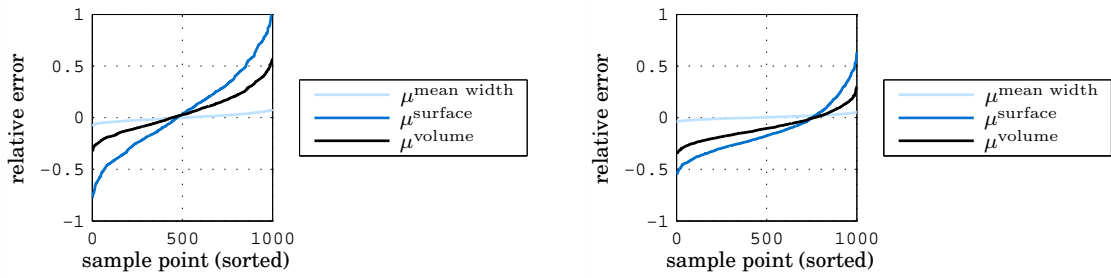 1
0.5
0
−0.5
−1
relative error
0
500
1000
sample point (sorted)
μ^mean width
μ^surface
μ^volume
1
0.5
0
−0.5
−1
relative error
0
500
1000
sample point (sorted)
μ^mean width
μ^surface
μ^volume